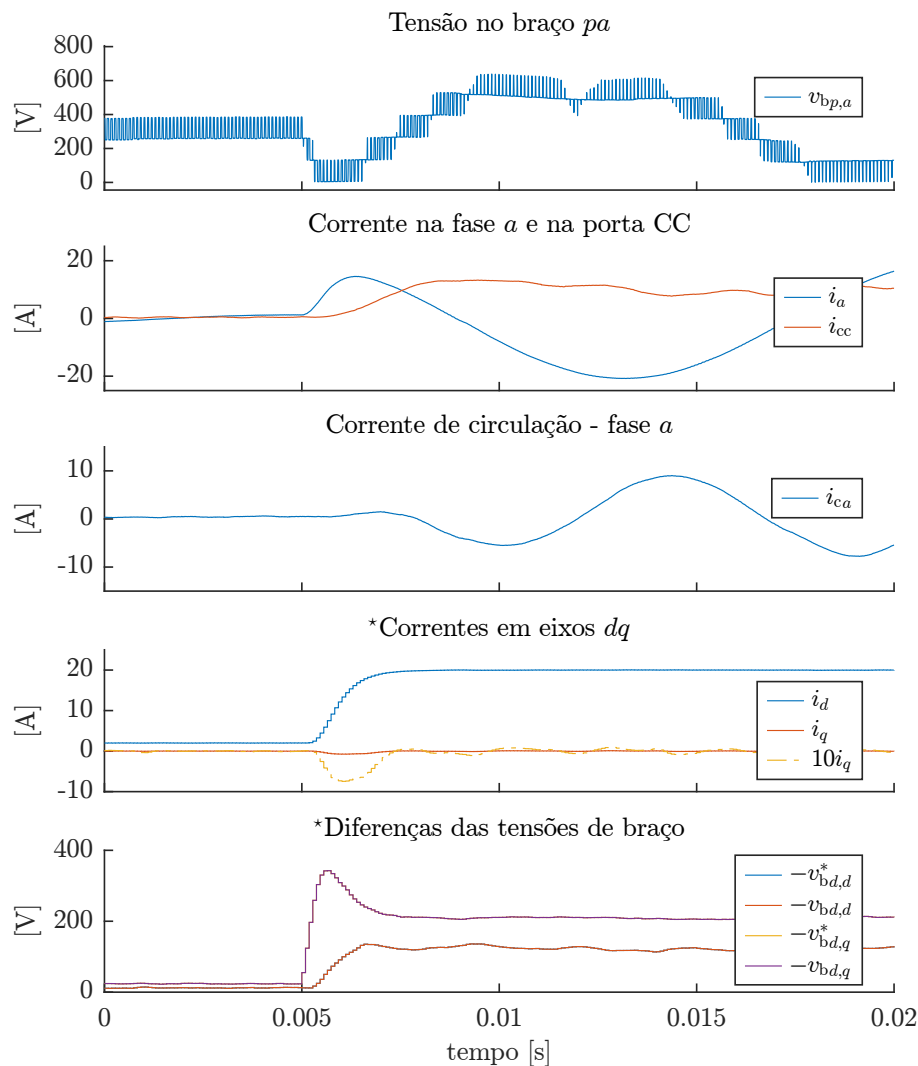 Tensão no braço pa
800
600
400
200
0
[V]
v_bp,a
Corrente na fase a e na porta CC
20
0
-20
[A]
i_a
i_cc
Corrente de circulação - fase a
10
0
-10
[A]
i_ca
*Correntes em eixos dq
20
10
0
-10
[A]
i_d
i_q
10i_q
*Diferenças das tensões de braço
400
200
0
[V]
−v*_bd,d
−v_bd,d
−v*_bd,q
−v_bd,q
0 0.005 0.01 0.015 0.02
tempo [s]